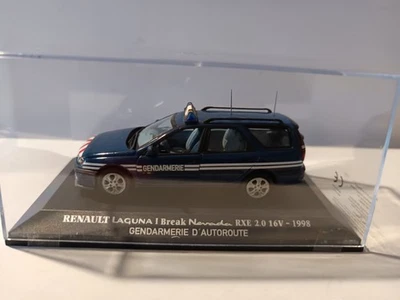 GENDARMERIE
RENAULT LAGUNA I Break Nevada RXE 2.0 16V - 1998
GENDARMERIE D'AUTOROUTE